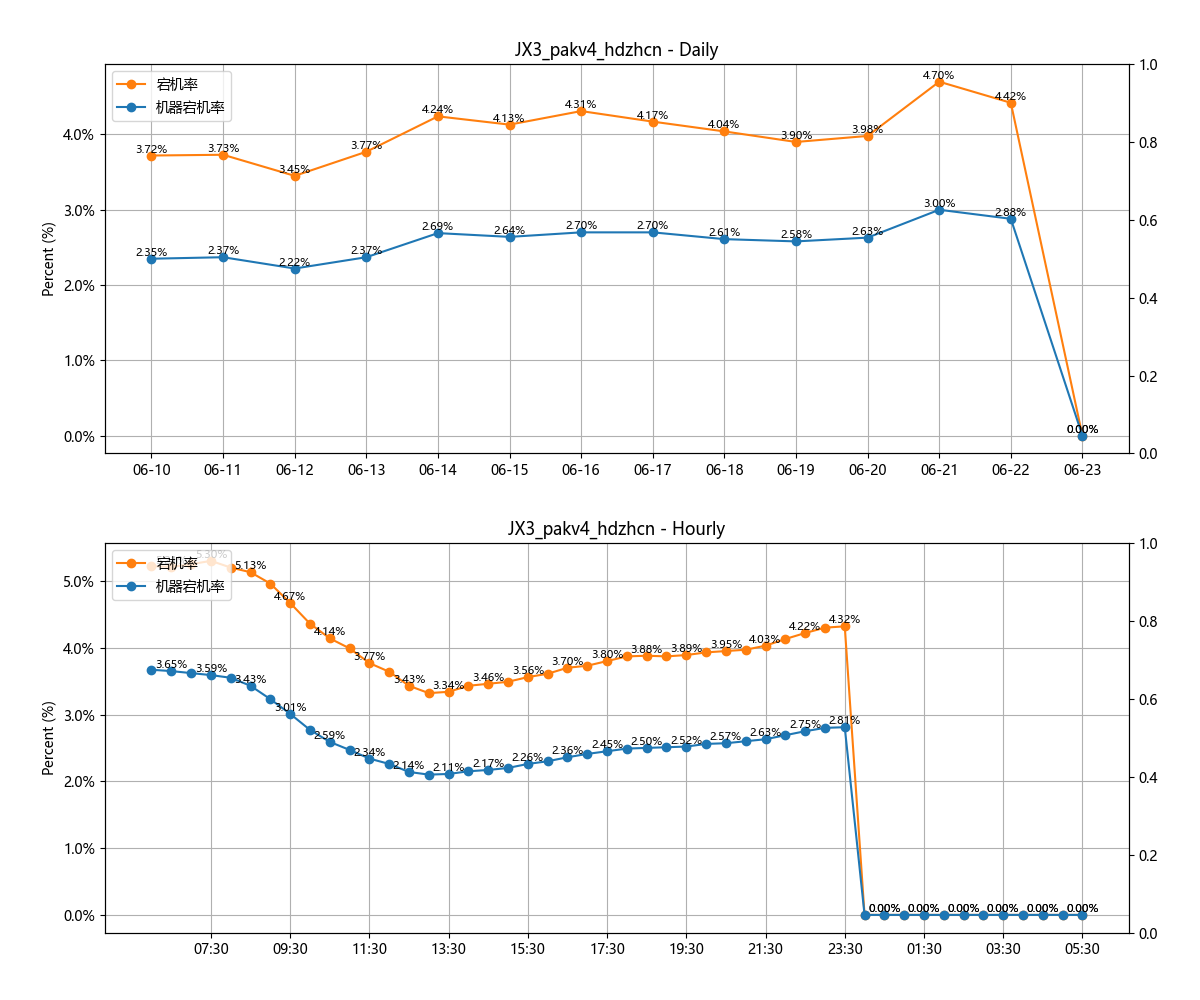 JX3_pakv4_hdzhcn - Daily
宕机率
机器宕机率
Percent (%)
4.0%
3.0%
2.0%
1.0%
0.0%
1.0
0.8
0.6
0.4
0.2
0.0
3.72% 3.73% 3.45% 3.77% 4.24% 4.13% 4.31% 4.17% 4.04% 3.90% 3.98% 4.70% 4.42% 0.00%
2.35% 2.37% 2.22% 2.37% 2.69% 2.64% 2.70% 2.70% 2.61% 2.58% 2.63% 3.00% 2.88% 0.00%
06-10 06-11 06-12 06-13 06-14 06-15 06-16 06-17 06-18 06-19 06-20 06-21 06-22 06-23
JX3_pakv4_hdzhcn - Hourly
宕机率
机器宕机率
Percent (%)
5.0%
4.0%
3.0%
2.0%
1.0%
0.0%
1.0
0.8
0.6
0.4
0.2
0.0
5.30% 5.13% 4.67% 4.14% 3.77% 3.43% 3.34% 3.46% 3.56% 3.70% 3.80% 3.88% 3.89% 3.95% 4.03% 4.22% 4.32%
3.65% 3.59% 3.43% 3.01% 2.59% 2.34% 2.14% 2.11% 2.17% 2.26% 2.36% 2.45% 2.50% 2.52% 2.57% 2.63% 2.75% 2.81% 0.00% 0.00% 0.00% 0.00% 0.00% 0.00%
07:30 09:30 11:30 13:30 15:30 17:30 19:30 21:30 23:30 01:30 03:30 05:30